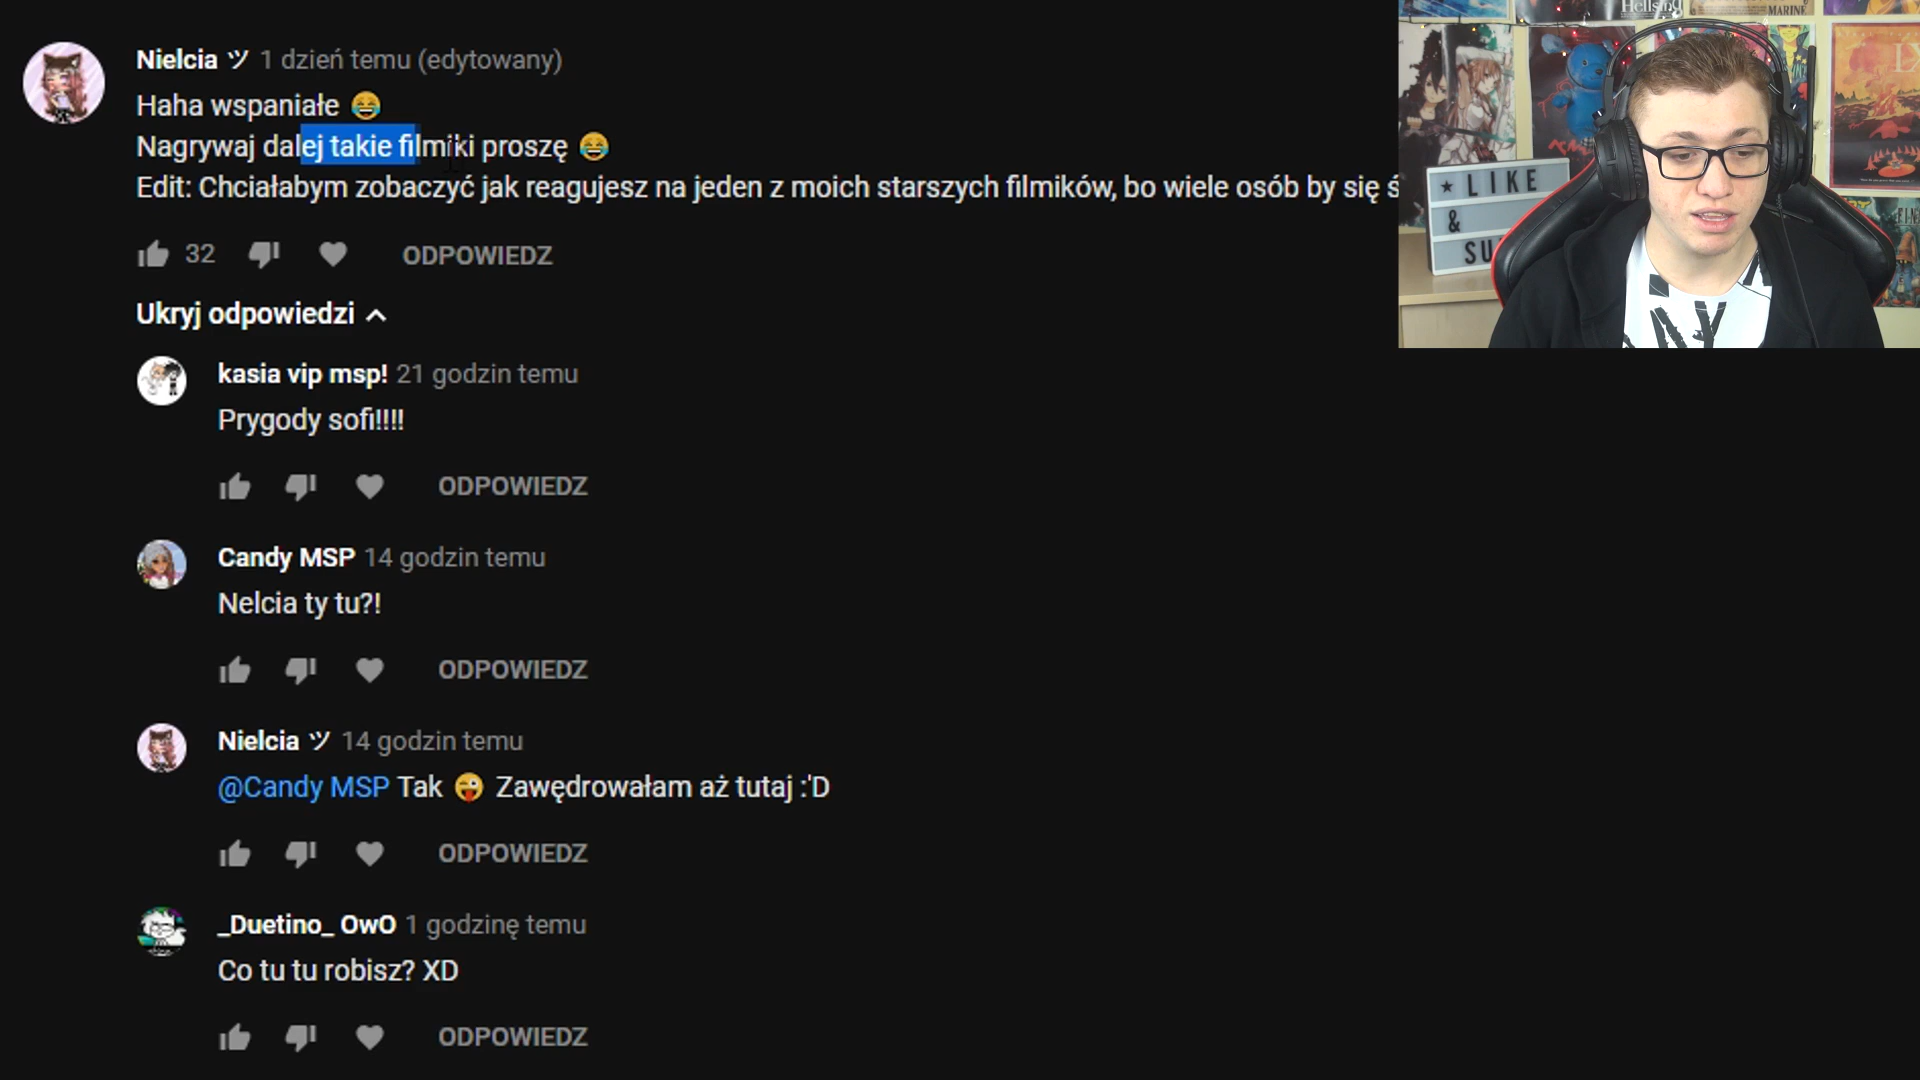 Nielcia ツ 1 dzień temu (edytowany)
Haha wspaniałe 😂
Nagrywaj dalej takie filmiki proszę 😂
Edit: Chciałabym zobaczyć jak reagujesz na jeden z moich starszych filmików, bo wiele osób by się ś
32 ODPOWIEDZ
Ukryj odpowiedzi
kasia vip msp! 21 godzin temu
Prygody sofi!!!!
ODPOWIEDZ
Candy MSP 14 godzin temu
Nelcia ty tu?!
ODPOWIEDZ
Nielcia ツ 14 godzin temu
@Candy MSP Tak 😜 Zawędrowałam aż tutaj :'D
ODPOWIEDZ
_Duetino_ OwO 1 godzinę temu
Co tu tu robisz? XD
ODPOWIEDZ
Hellsing
MARINE
★ LIKE
&
SU